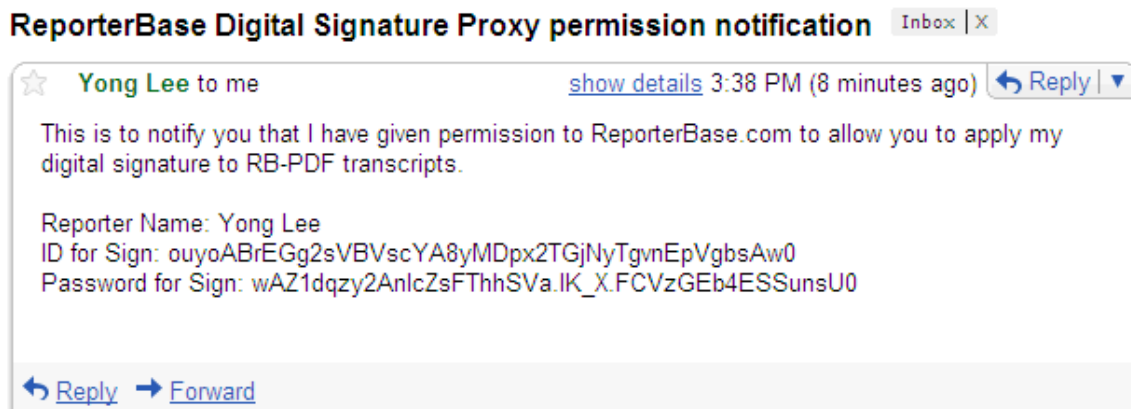 ReporterBase Digital Signature Proxy permission notification Inbox X
Yong Lee to me show details 3:38 PM (8 minutes ago) Reply
This is to notify you that I have given permission to ReporterBase.com to allow you to apply my
digital signature to RB-PDF transcripts.
Reporter Name: Yong Lee
ID for Sign: ouyoABrEGg2sVBVscYA8yMDpx2TGjNyTgvnEpVgbsAw0
Password for Sign: wAZ1dqzy2AnlcZsFThhSVa.IK_X.FCVzGEb4ESSunsU0
Reply Forward